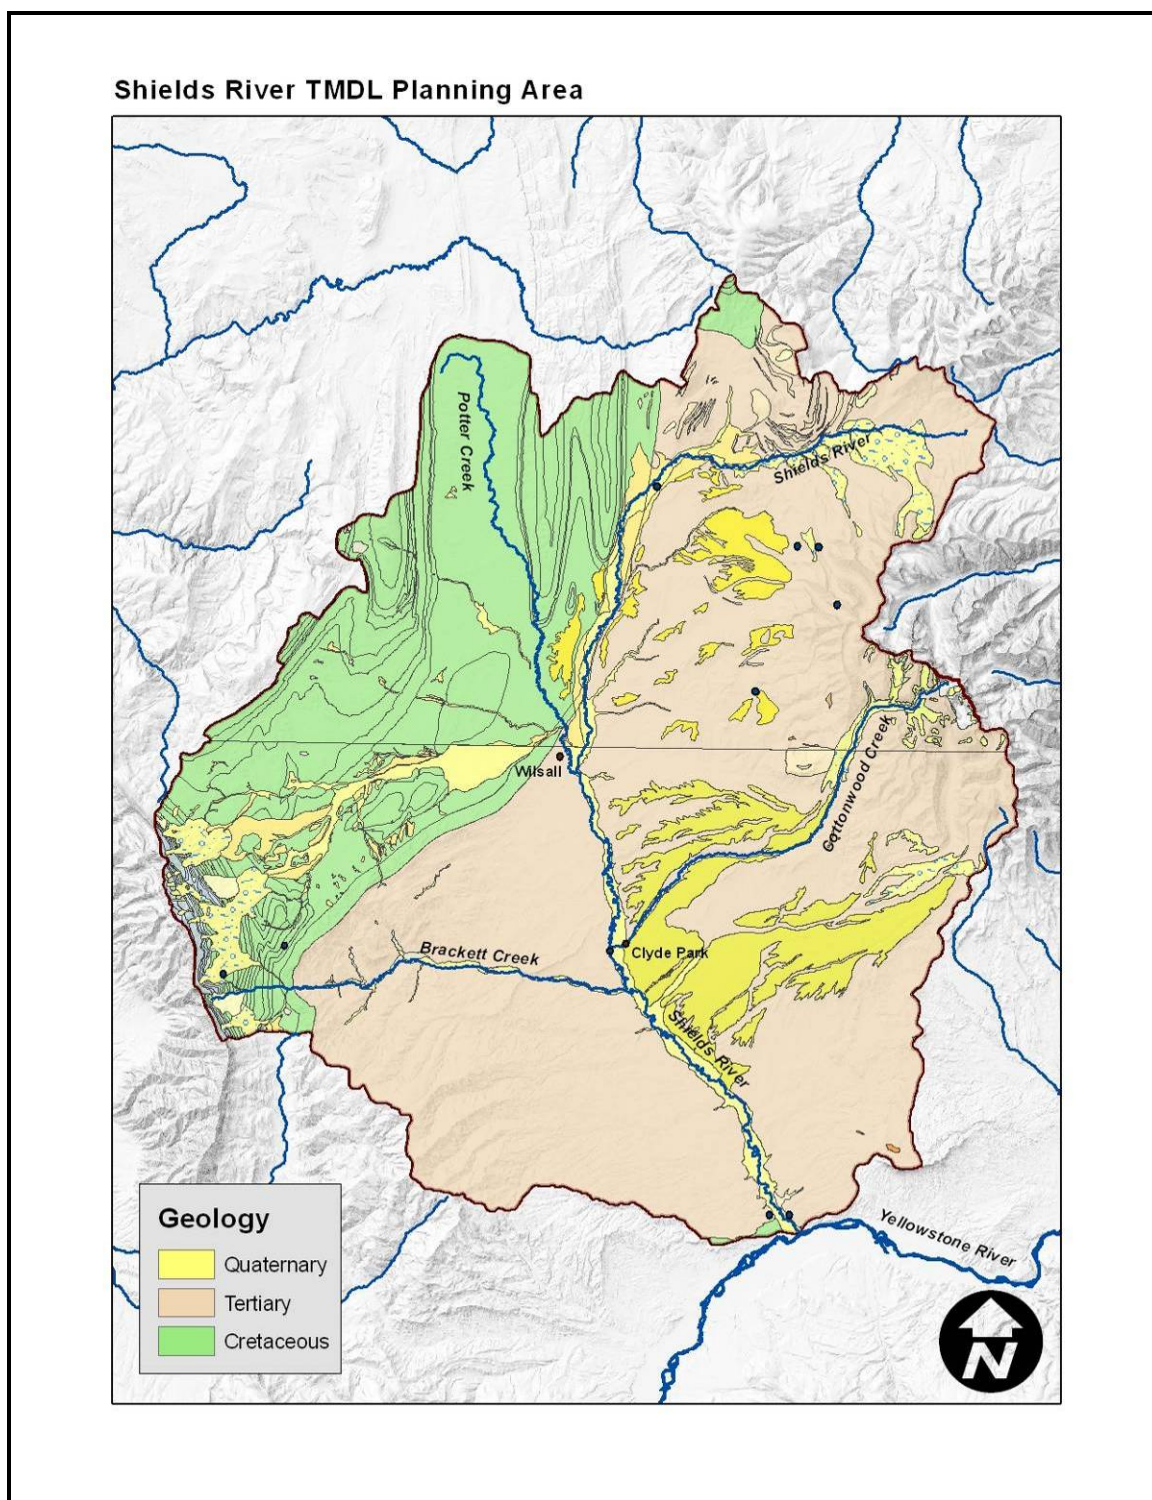 Shields River TMDL Planning Area
Potter Creek
Shields River
Cottonwood Creek
Wilsall
Brackett Creek
Clyde Park
Shields River
Yellowstone River
Geology
Quaternary
Tertiary
Cretaceous
N